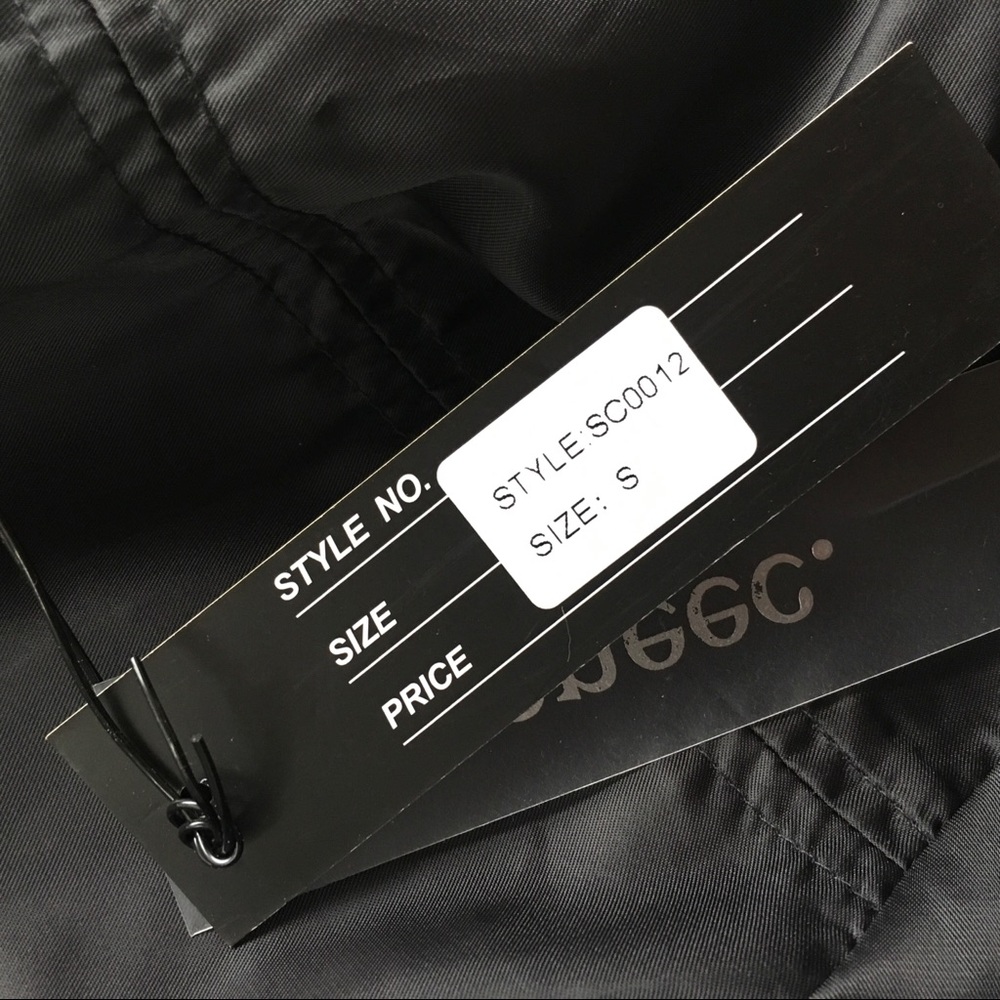 STYLE NO.
STYLE:SC0012
SIZE
SIZE: S
PRICE